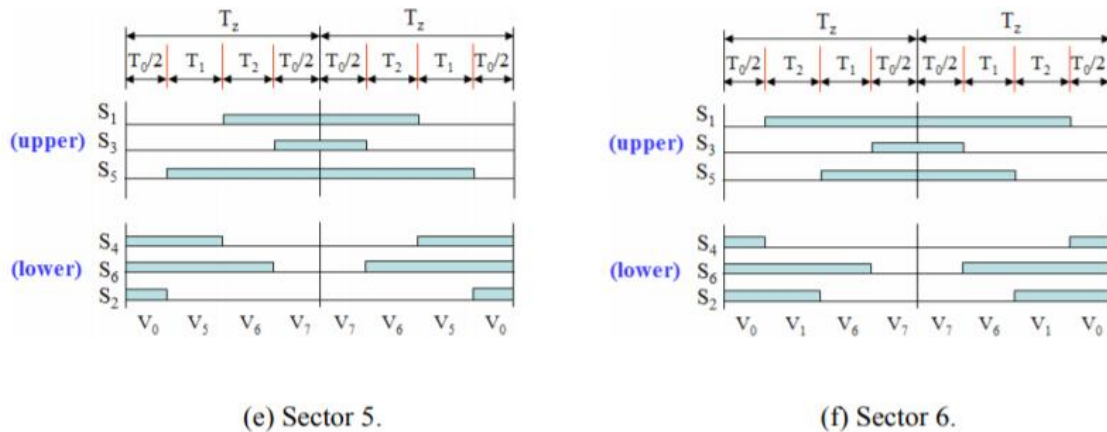 T_z T_z
T_0/2 T_1 T_2 T_0/2 T_0/2 T_2 T_1 T_0/2
(upper)
S_1
S_3
S_5
(lower)
S_4
S_6
S_2
V_0 V_5 V_6 V_7 V_7 V_6 V_5 V_0
(e) Sector 5.
T_z T_z
T_0/2 T_2 T_1 T_0/2 T_0/2 T_1 T_2 T_0/2
(upper)
S_1
S_3
S_5
(lower)
S_4
S_6
S_2
V_0 V_1 V_6 V_7 V_7 V_6 V_1 V_0
(f) Sector 6.